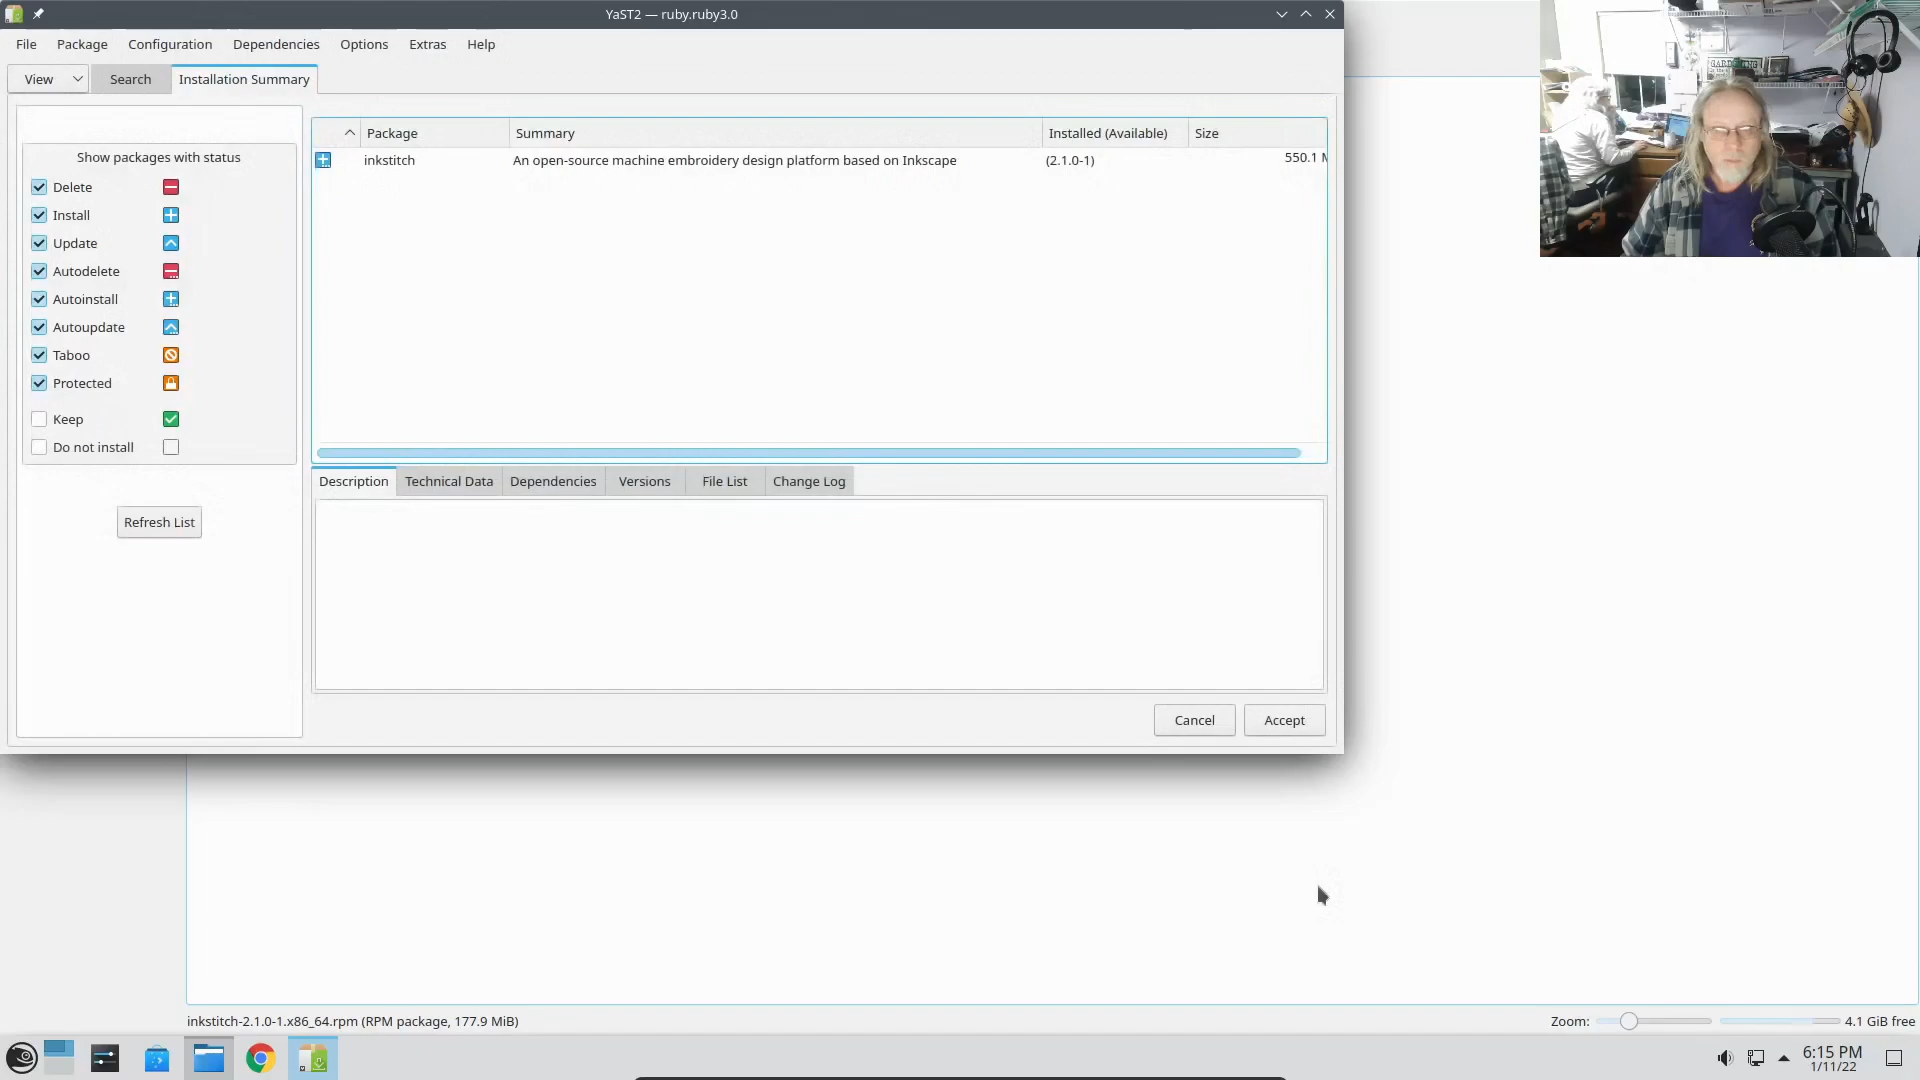 YaST2 — ruby.ruby3.0
File Package Configuration Dependencies Options Extras Help
View Search Installation Summary
Package Summary Installed (Available) Size
inkstitch An open-source machine embroidery design platform based on Inkscape (2.1.0-1) 550.1 M
Show packages with status
Delete
Install
Update
Autodelete
Autoinstall
Autoupdate
Taboo
Protected
Keep
Do not install
Refresh List
Description Technical Data Dependencies Versions File List Change Log
Cancel Accept
inkstitch-2.1.0-1.x86_64.rpm (RPM package, 177.9 MiB)
Zoom: 4.1 GiB free
6:15 PM
1/11/22